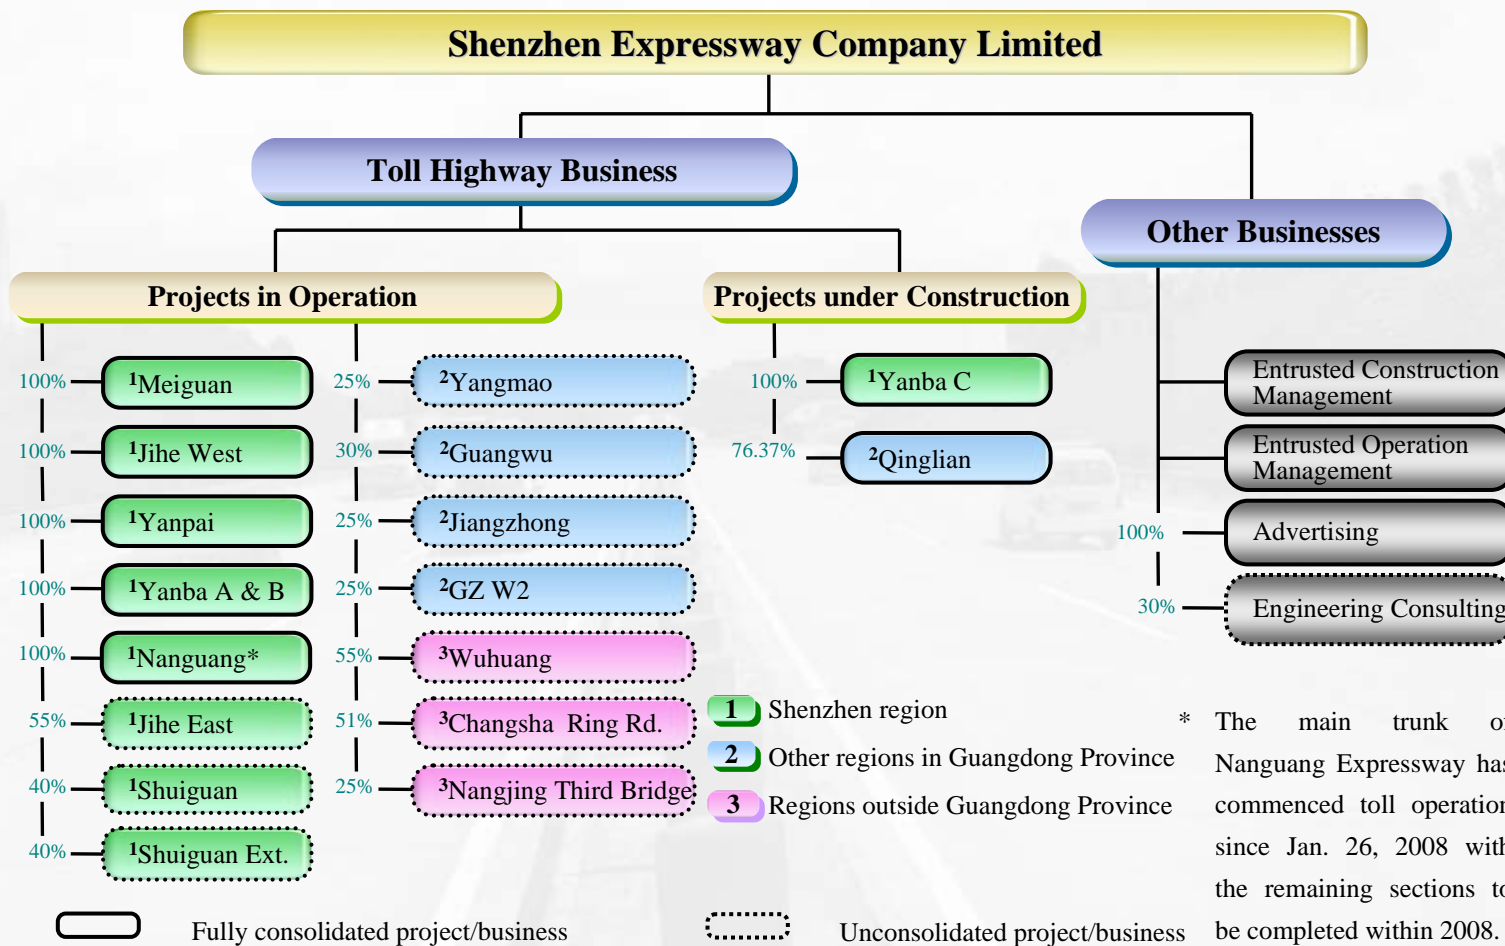 Shenzhen Expressway Company Limited
Toll Highway Business
Other Businesses
Projects in Operation
Projects under Construction
100% 1Meiguan
100% 1Jihe West
100% 1Yanpai
100% 1Yanba A & B
100% 1Nanguang*
55% 1Jihe East
40% 1Shuiguan
40% 1Shuiguan Ext.
25% 2Yangmao
30% 2Guangwu
25% 2Jiangzhong
25% 2GZ W2
55% 3Wuhuang
51% 3Changsha Ring Rd.
25% 3Nangjing Third Bridge
100% 1Yanba C
76.37% 2Qinglian
Entrusted Construction
Management
Entrusted Operation
Management
100% Advertising
30% Engineering Consulting
1 Shenzhen region
2 Other regions in Guangdong Province
3 Regions outside Guangdong Province
* The main trunk of
Nanguang Expressway has
commenced toll operation
since Jan. 26, 2008 with
the remaining sections to
be completed within 2008.
Fully consolidated project/business
Unconsolidated project/business